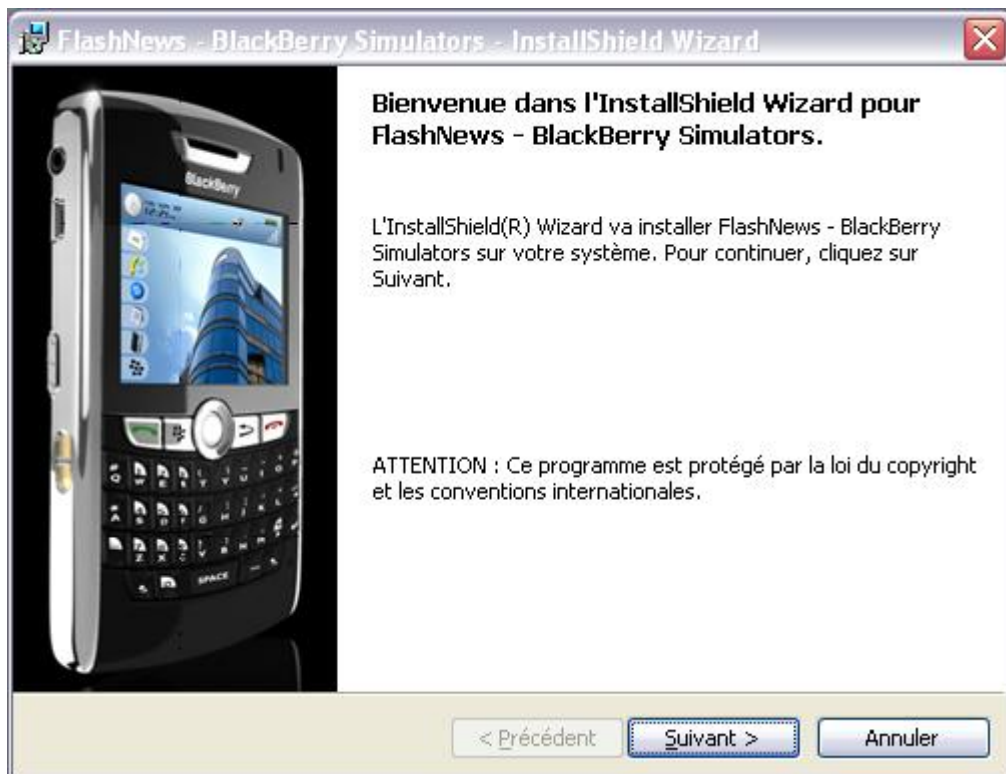 FlashNews - BlackBerry Simulators - InstallShield Wizard
Bienvenue dans l'InstallShield Wizard pour
FlashNews - BlackBerry Simulators.
L'InstallShield(R) Wizard va installer FlashNews - BlackBerry
Simulators sur votre système. Pour continuer, cliquez sur
Suivant.
ATTENTION : Ce programme est protégé par la loi du copyright
et les conventions internationales.
BlackBerry
SPACE
< Précédent
Suivant >
Annuler